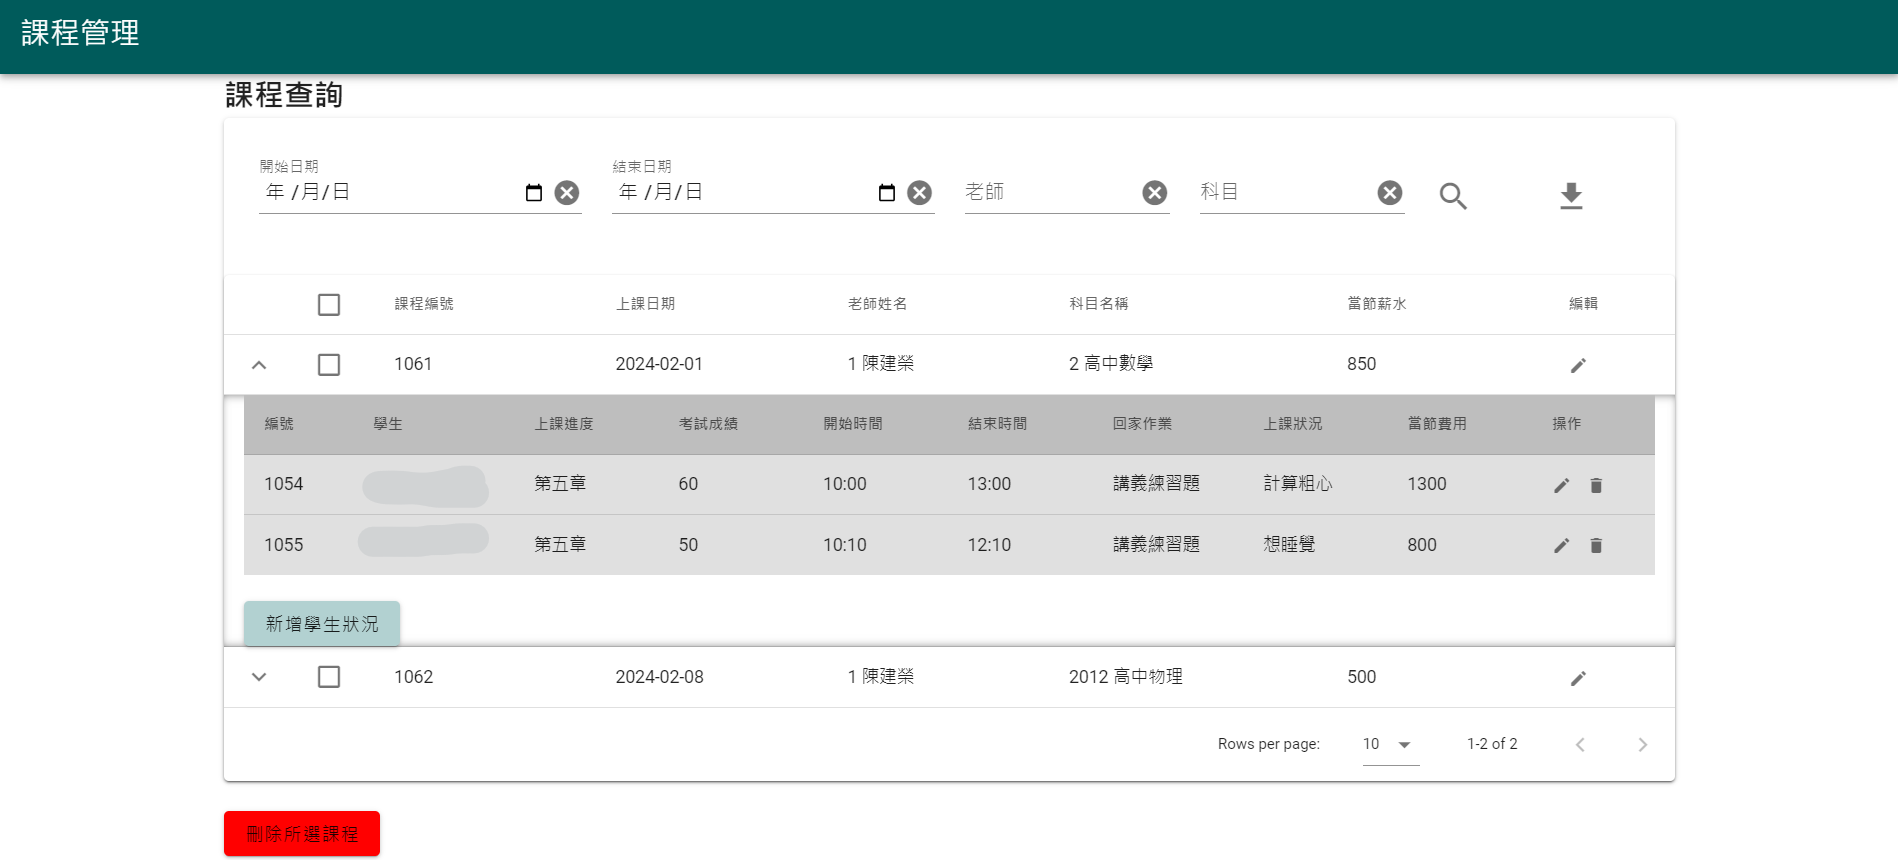 課程管理
課程查詢
開始日期 結束日期
年 /月/日 年 /月/日 老師 科目
課程編號 上課日期 老師姓名 科目名稱 當節薪水 編輯
1061 2024-02-01 1 陳建榮 2 高中數學 850
編號 學生 上課進度 考試成績 開始時間 結束時間 回家作業 上課狀況 當節費用 操作
1054 第五章 60 10:00 13:00 講義練習題 計算粗心 1300
1055 第五章 50 10:10 12:10 講義練習題 想睡覺 800
新增學生狀況
1062 2024-02-08 1 陳建榮 2012 高中物理 500
Rows per page: 10 1-2 of 2
刪除所選課程